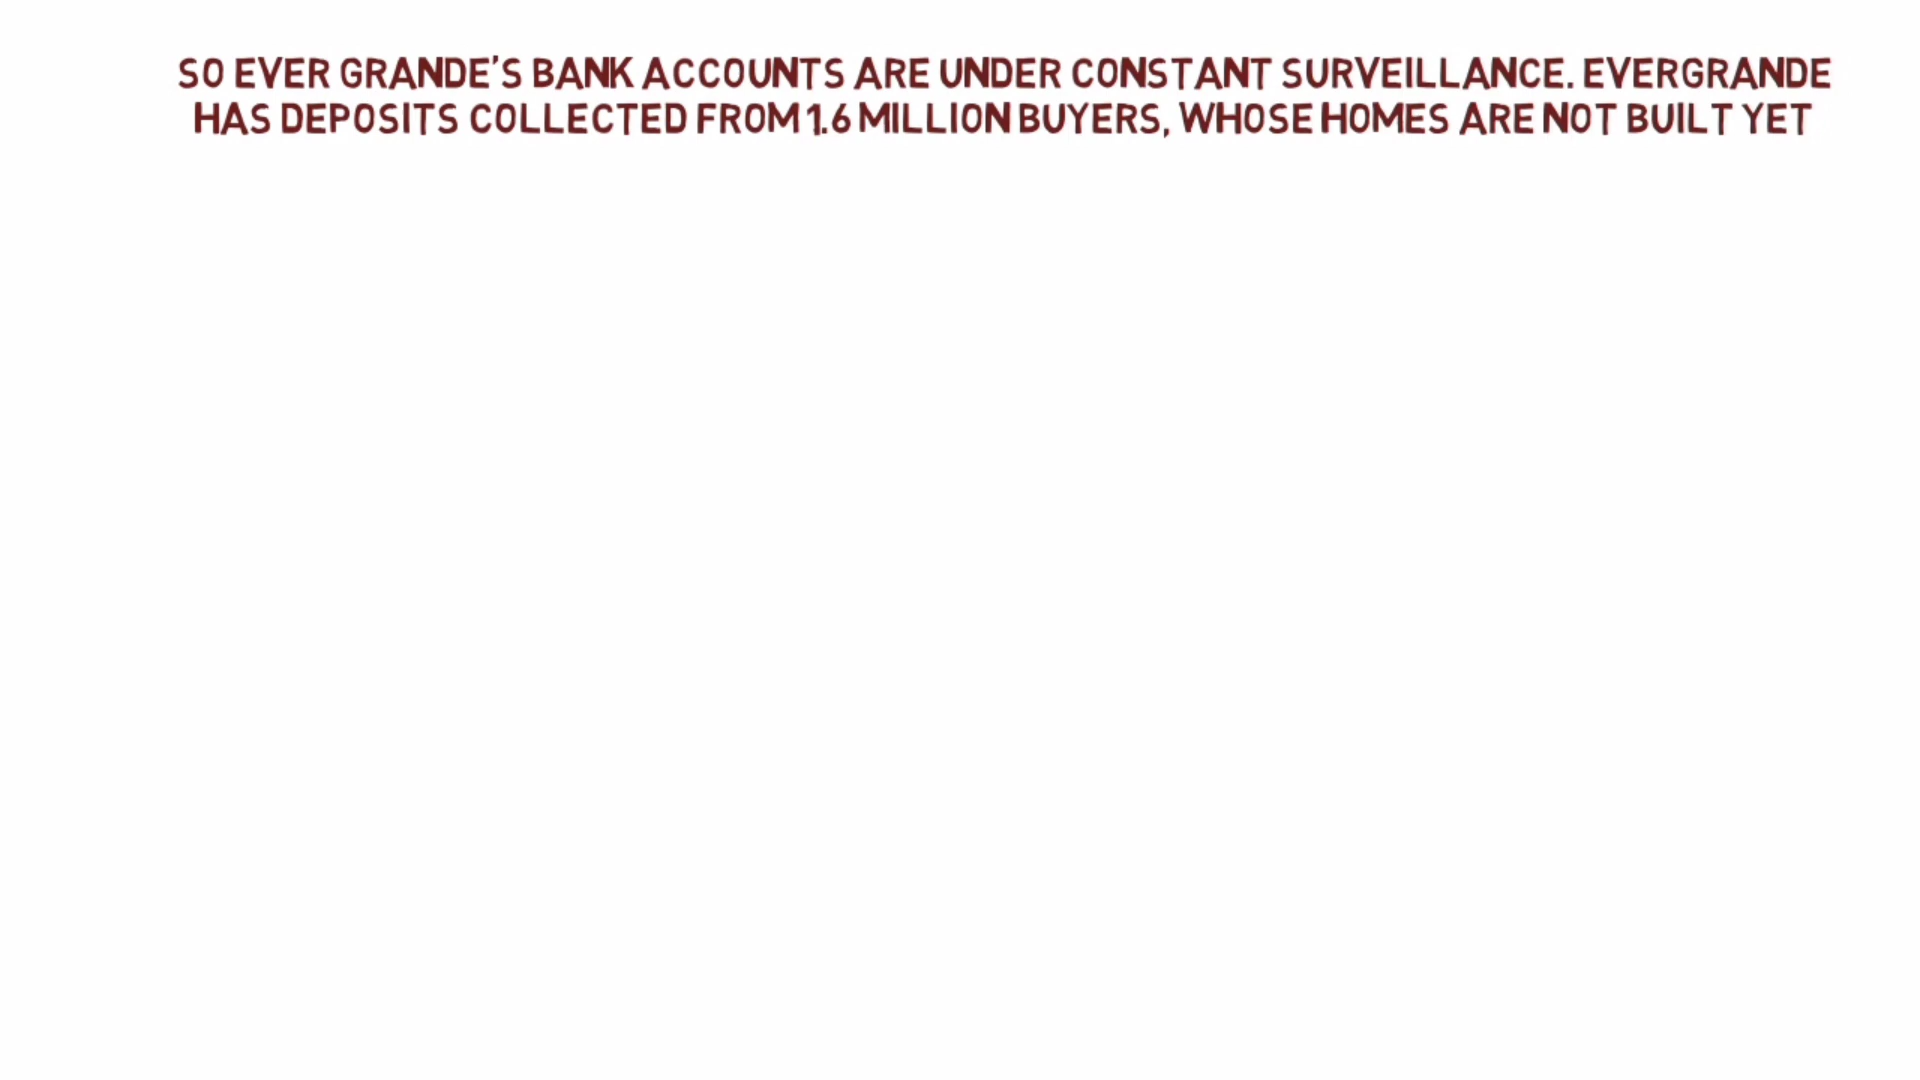 SO EVER GRANDE'S BANK ACCOUNTS ARE UNDER CONSTANT SURVEILLANCE. EVERGRANDE
HAS DEPOSITS COLLECTED FROM 1.6 MILLION BUYERS, WHOSE HOMES ARE NOT BUILT YET